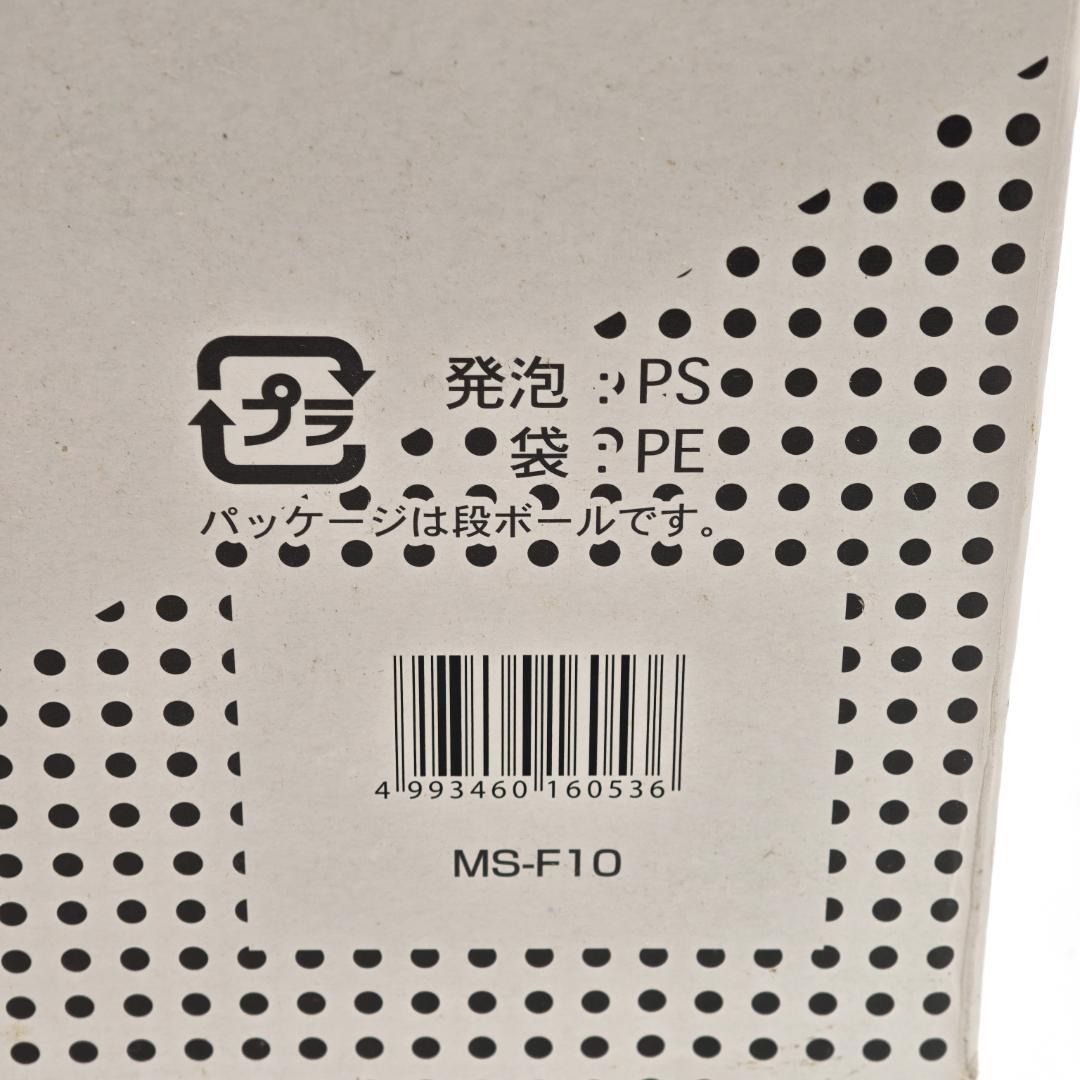 プラ
発泡:PS
袋:PE
パッケージは段ボールです。
4 993460 160536
MS-F10